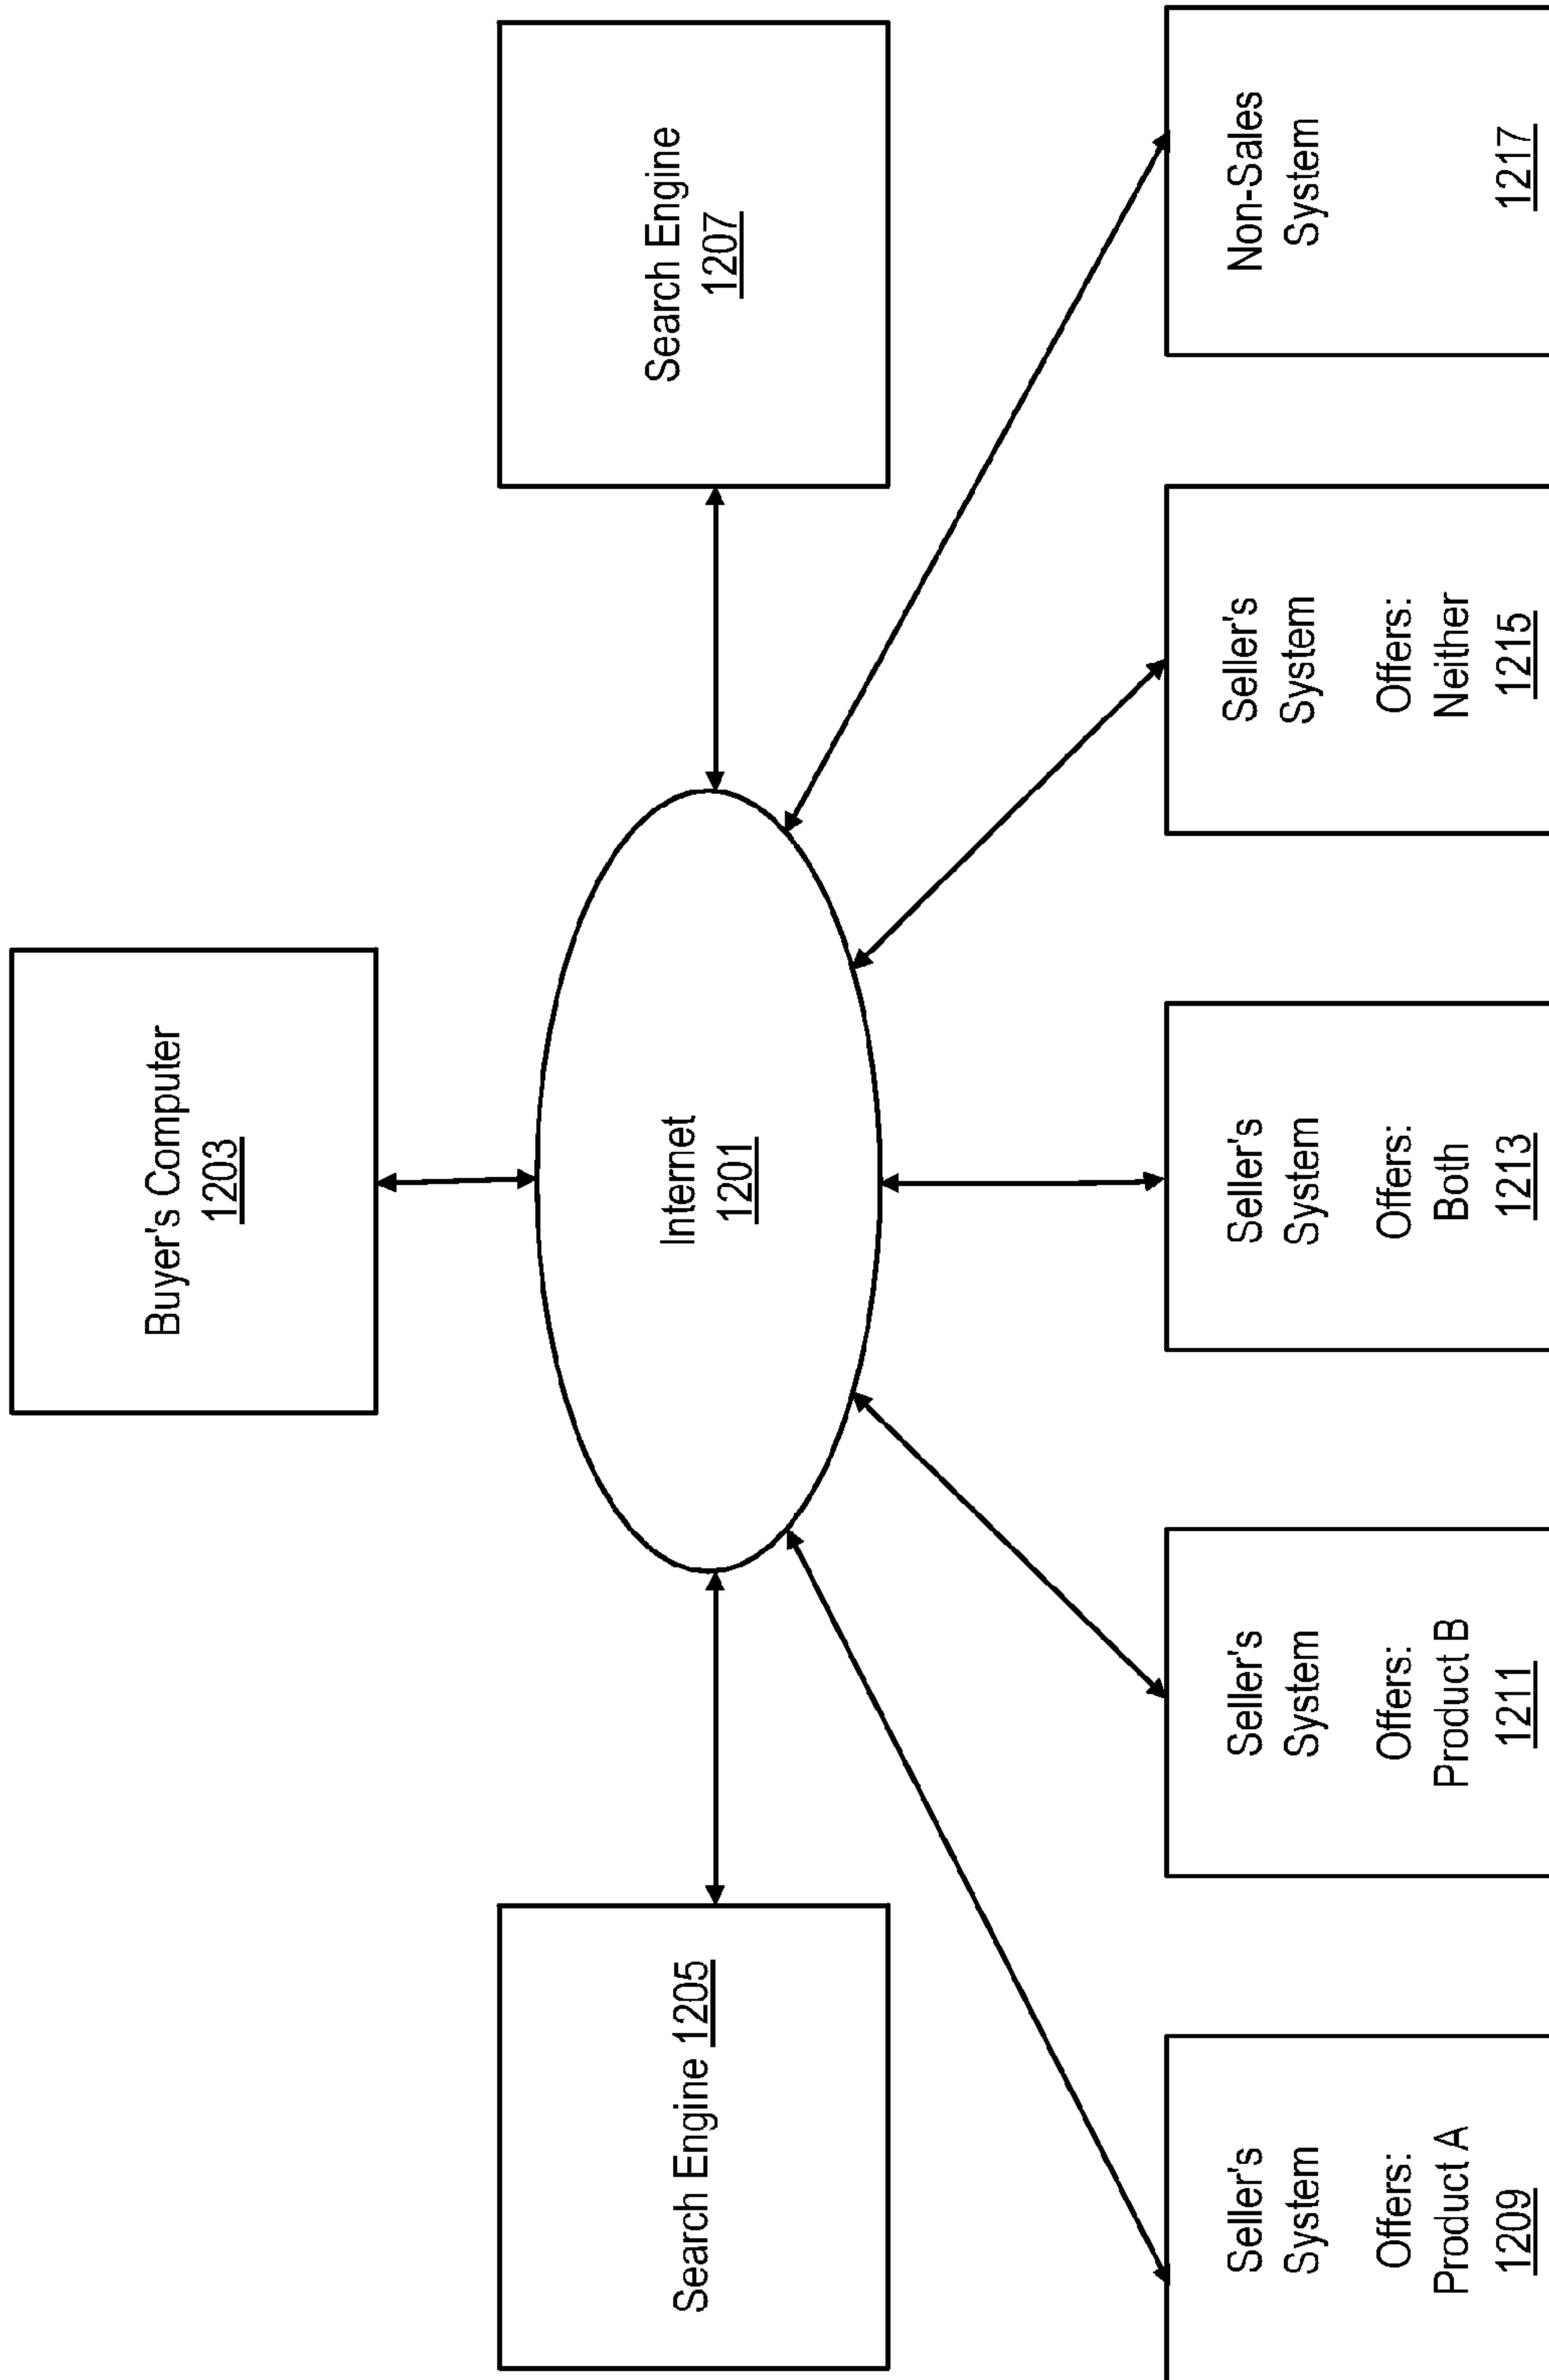 Buyer's Computer
1203
Search Engine 1205
Internet
1201
Search Engine
1207
Seller's
System
Offers:
Product A
1209
Seller's
System
Offers:
Product B
1211
Seller's
System
Offers:
Both
1213
Seller's
System
Offers:
Neither
1215
Non-Sales
System
1217